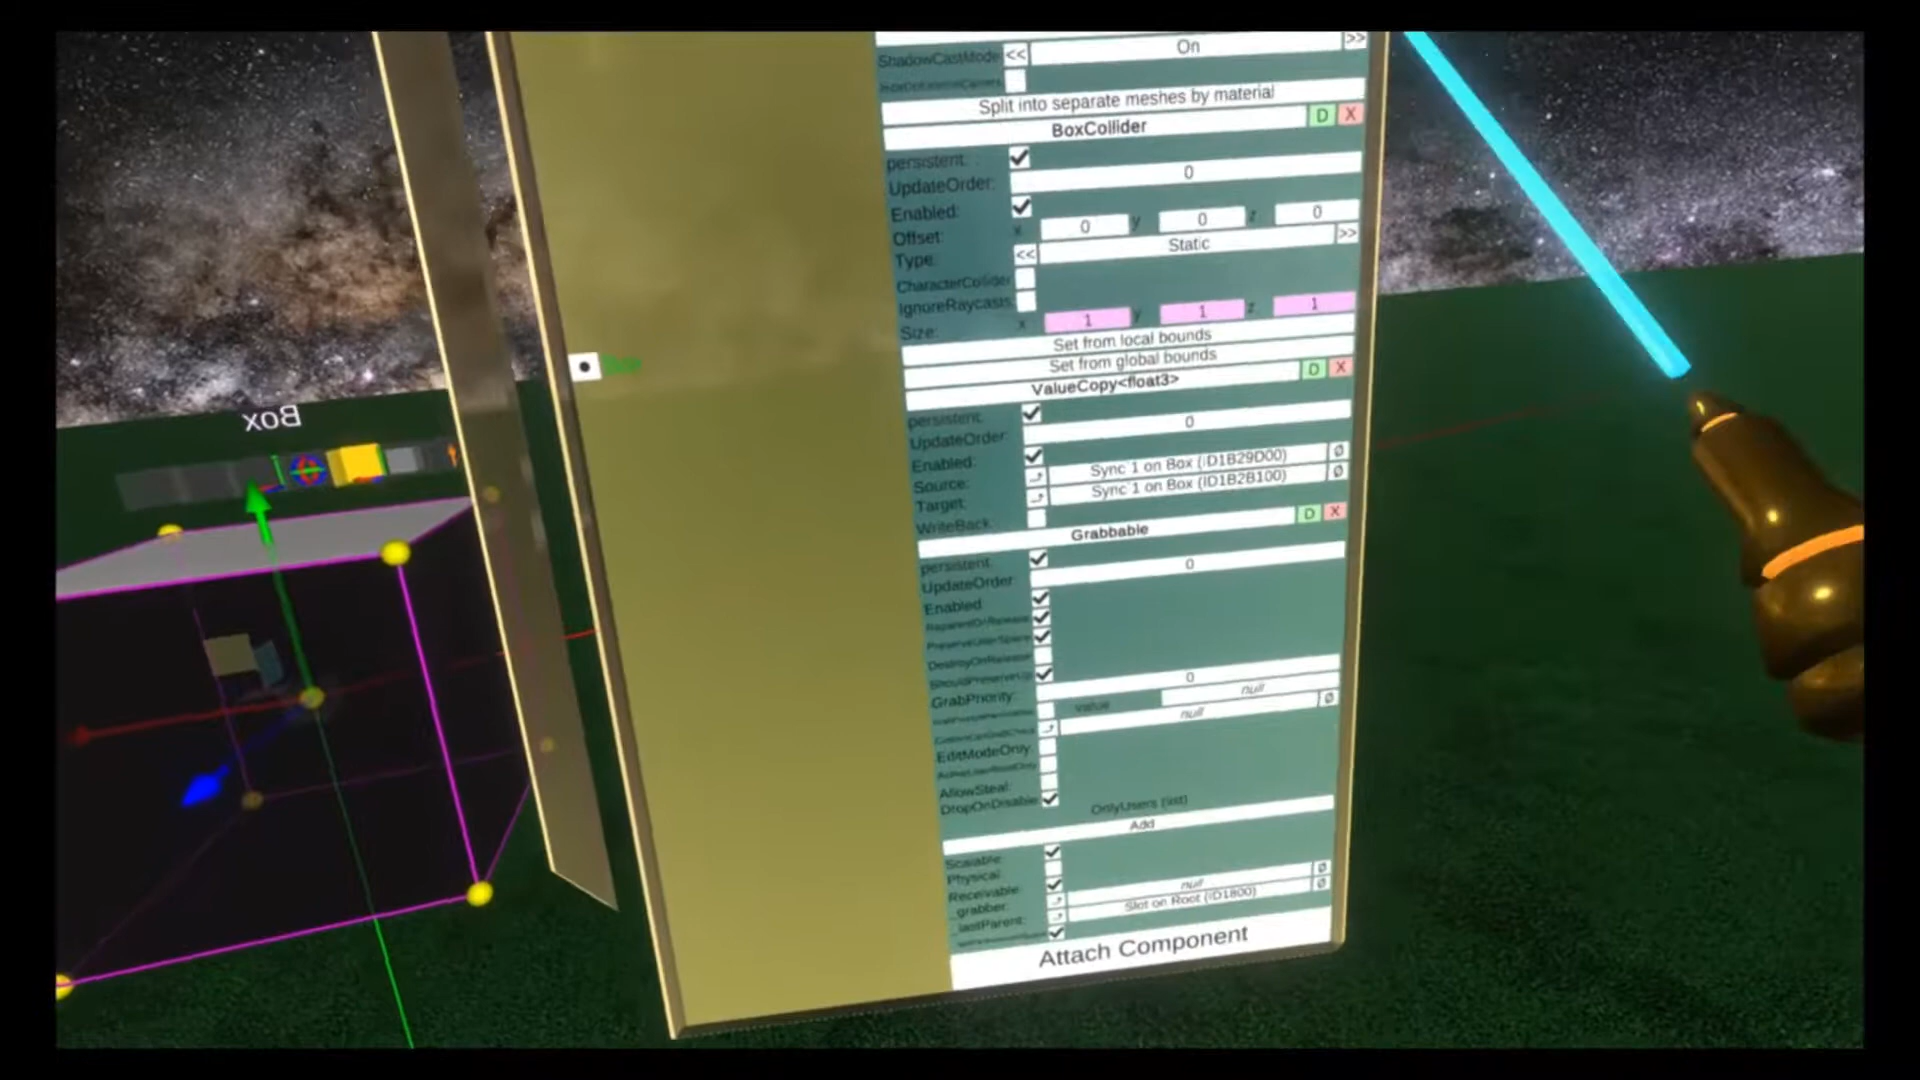 ShadowCastMode: << On >>
Split into separate meshes by material
BoxCollider D X
persistent:
UpdateOrder: 0
Enabled:
Offset: x 0 y 0 z 0
Type: << Static >>
CharacterCollider
IgnoreRaycasts:
Size: x 1 y 1 z 1
Set from local bounds
Set from global bounds
ValueCopy<float3> D X
persistent:
UpdateOrder: 0
Enabled:
Source: Sync`1 on Box (ID1B29D00) Ø
Target: Sync`1 on Box (ID1B2B100) Ø
WriteBack:
Grabbable D X
persistent:
UpdateOrder: 0
Enabled:
ReparentOnRelease
PreserveUserSpace
DestroyOnRelease
GrabPriority: 0
value null
null Ø
EditModeOnly:
AllowSteal:
DropOnDisable
OnlyUsers (list)
Add
Scalable:
Physical:
Receivable:
_grabber: null Ø
_lastParent: Slot on Root (ID1800) Ø
Attach Component
Box
Box